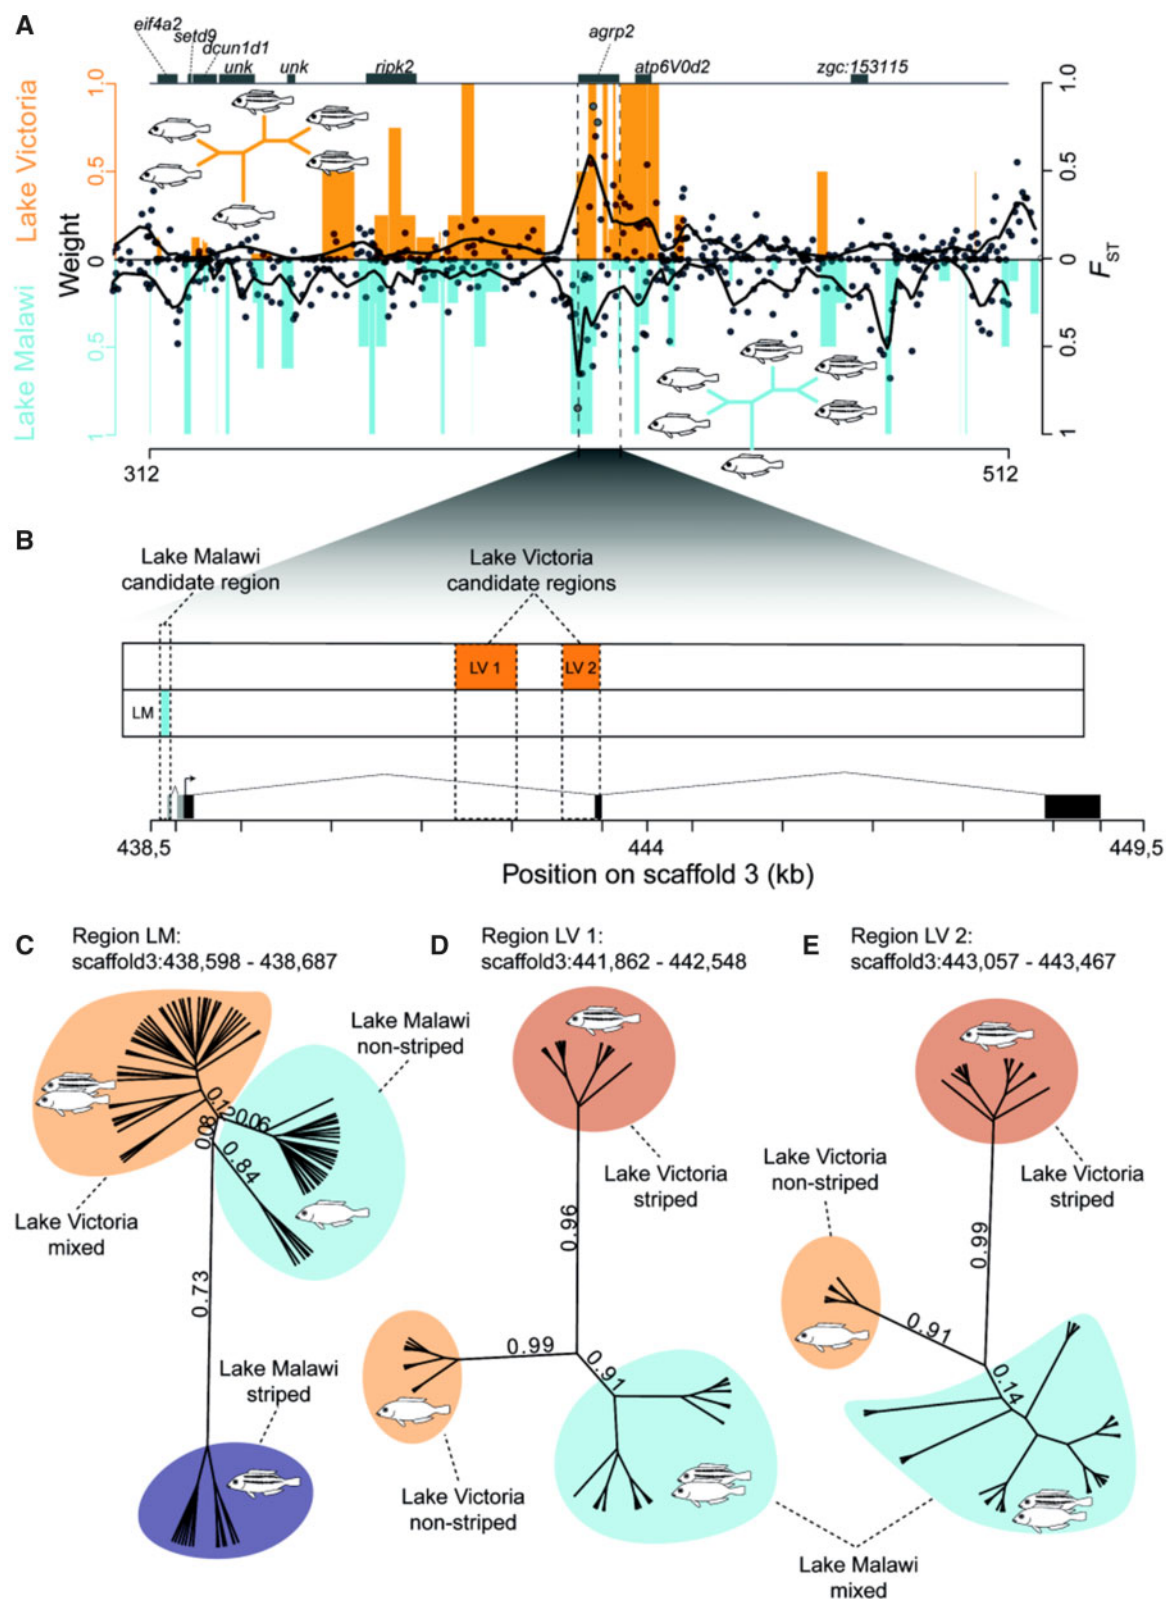 A
eif4a2
setd9
dcun1d1
unk
unk
ripk2
agrp2
atp6V0d2
zgc:153115
Lake Victoria
Lake Malawi
Weight
1.0
0.5
0
0.5
1
1.0
0.5
0
0.5
1
FST
312
512
B
Lake Malawi
candidate region
Lake Victoria
candidate regions
LV 1
LV 2
LM
438,5
444
449,5
Position on scaffold 3 (kb)
C
Region LM:
scaffold3:438,598 - 438,687
D
Region LV 1:
scaffold3:441,862 - 442,548
E
Region LV 2:
scaffold3:443,057 - 443,467
Lake Malawi
non-striped
0.12
0.06
0.08
0.84
Lake Victoria
mixed
0.73
Lake Malawi
striped
Lake Victoria
striped
0.96
0.99
0.91
Lake Victoria
non-striped
Lake Victoria
non-striped
Lake Victoria
striped
0.99
0.91
0.14
Lake Malawi
mixed